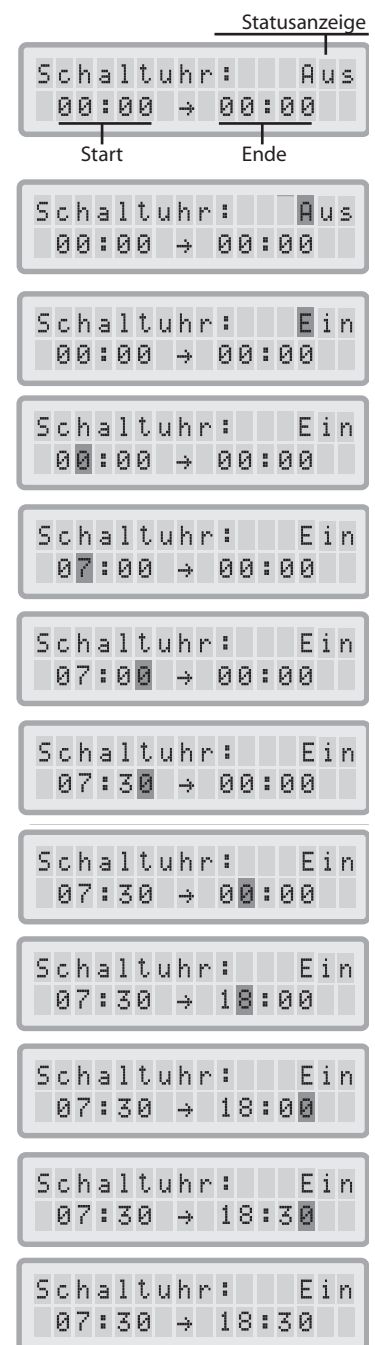 Statusanzeige
Schaltuhr: Aus
00:00 → 00:00
Start Ende
Schaltuhr: Aus
00:00 → 00:00
Schaltuhr: Ein
00:00 → 00:00
Schaltuhr: Ein
00:00 → 00:00
Schaltuhr: Ein
07:00 → 00:00
Schaltuhr: Ein
07:00 → 00:00
Schaltuhr: Ein
07:30 → 00:00
Schaltuhr: Ein
07:30 → 00:00
Schaltuhr: Ein
07:30 → 18:00
Schaltuhr: Ein
07:30 → 18:00
Schaltuhr: Ein
07:30 → 18:30
Schaltuhr: Ein
07:30 → 18:30